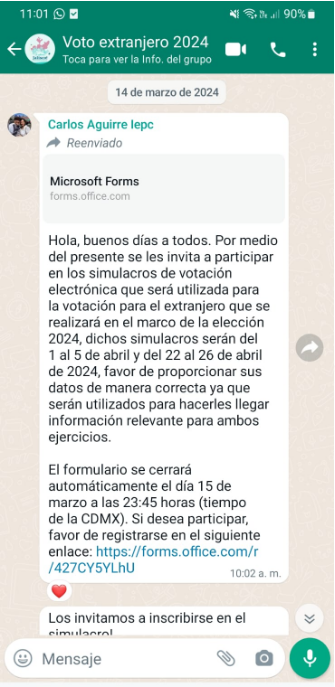 11:01 90%
Voto extranjero 2024
Toca para ver la Info. del grupo
14 de marzo de 2024
Carlos Aguirre Iepc
Reenviado
Microsoft Forms
forms.office.com
Hola, buenos días a todos. Por medio
del presente se les invita a participar
en los simulacros de votación
electrónica que será utilizada para
la votación para el extranjero que se
realizará en el marco de la elección
2024, dichos simulacros serán del
1 al 5 de abril y del 22 al 26 de abril
de 2024, favor de proporcionar sus
datos de manera correcta ya que
serán utilizados para hacerles llegar
información relevante para ambos
ejercicios.
El formulario se cerrará
automáticamente el día 15 de
marzo a las 23:45 horas (tiempo
de la CDMX). Si desea participar,
favor de registrarse en el siguiente
enlace: https://forms.office.com/r
/427CY5YLhU
10:02 a. m.
Los invitamos a inscribirse en el
simulacro!
Mensaje